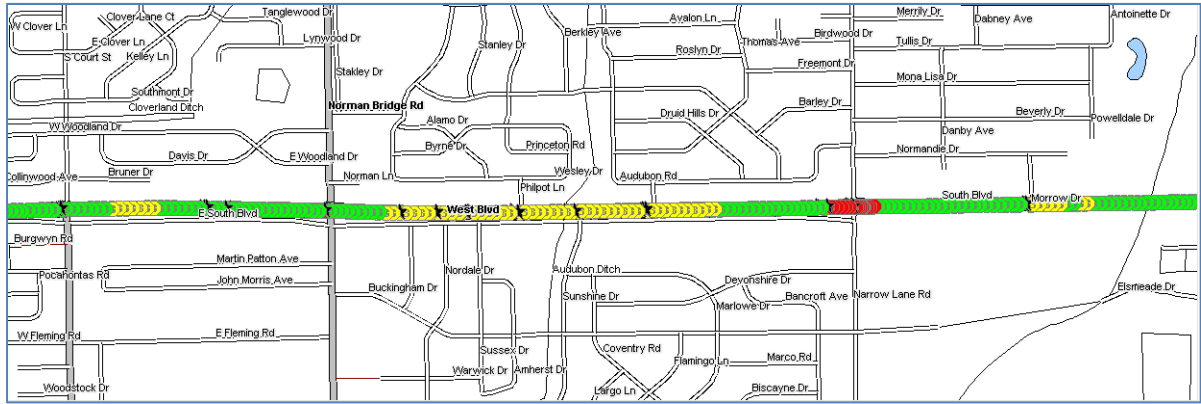 W Clover Ln
Clover Lane Ct
Tanglewood Dr
Berkley Ave
Avalon Ln
Merrily Dr
Dabney Ave
Antoinette Dr
E Clover Ln
Kelley Ln
S Court St
Lynwood Dr
Stanley Dr
Roslyn Dr
Thomas Ave
Birdwood Dr
Tullis Dr
Stakley Dr
Freemont Dr
Mona Lisa Dr
Southmont Dr
Cloverland Ditch
Norman Bridge Rd
Barley Dr
Druid Hills Dr
Beverly Dr
Powelldale Dr
W Woodland Dr
Alamo Dr
Danby Ave
Davis Dr
E Woodland Dr
Byrne Dr
Princeton Rd
Normandie Dr
Collinwood Ave
Bruner Dr
Norman Ln
Wesley Dr
Audubon Rd
Philpot Ln
South Blvd
Morrow Dr
E South Blvd
West Blvd
Burgwyn Rd
Martin Patton Ave
Pocahontas Rd
John Morris Ave
Buckingham Dr
Nordale Dr
Audubon Ditch
Sunshine Dr
Devonshire Dr
Marlowe Dr
Bancroft Ave
Narrow Lane Rd
Elsmeade Dr
W Fleming Rd
E Fleming Rd
Sussex Dr
Coventry Rd
Flamingo Ln
Marco Rd
Woodstock Dr
Warwick Dr
Amherst Dr
Largo Ln
Biscayne Dr